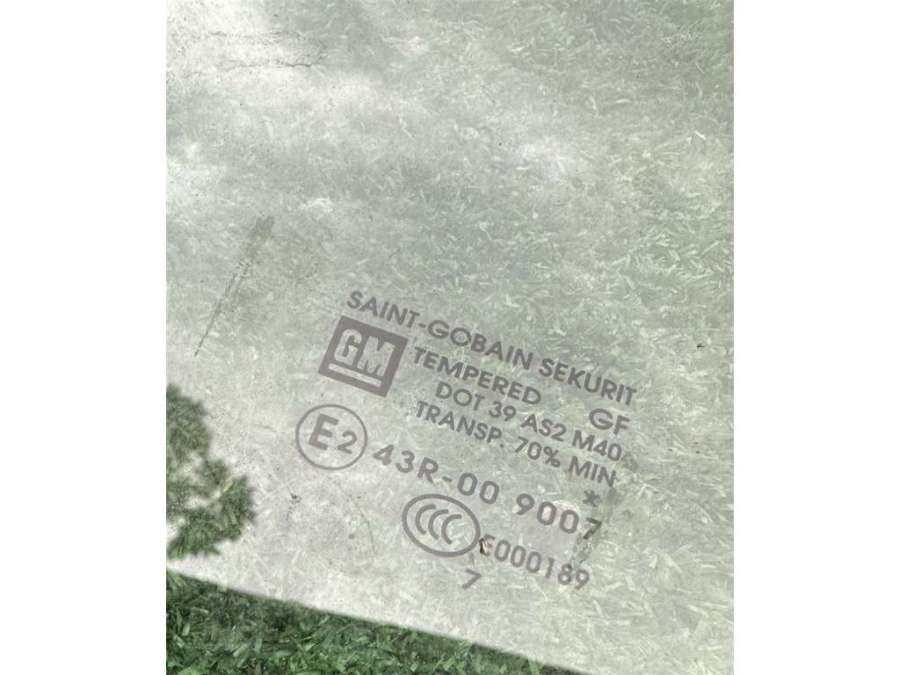 SAINT-GOBAIN SEKURIT
GM
TEMPERED GF
DOT 39 AS2 M40
TRANSP. 70% MIN
E2 43R-00 9007
CCC E000189
7